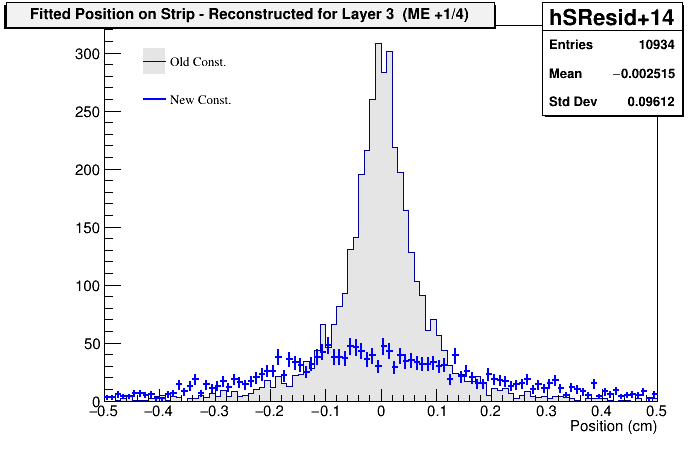 Fitted Position on Strip - Reconstructed for Layer 3 (ME +1/4)
hSResid+14
Entries 10934
Mean −0.002515
Std Dev 0.09612
Old Const.
New Const.
300
250
200
150
100
50
0
−0.5 −0.4 −0.3 −0.2 −0.1 0 0.1 0.2 0.3 0.4 0.5
Position (cm)